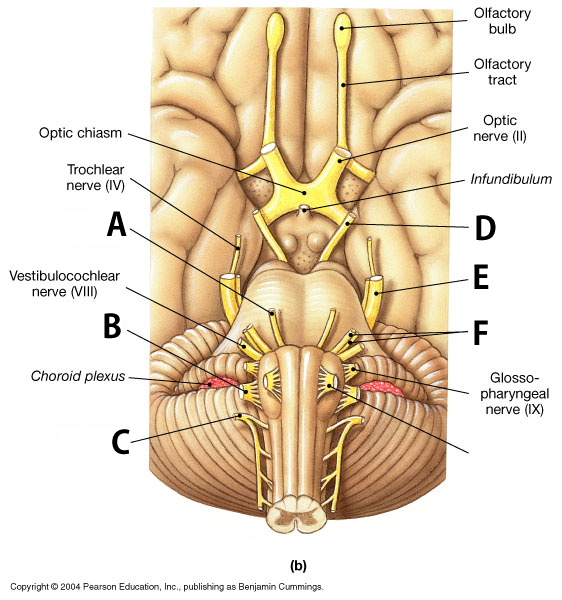 Olfactory
bulb
Olfactory
tract
Optic
nerve (II)
Optic chiasm
Trochlear
nerve (IV)
Infundibulum
A
D
Vestibulocochlear
nerve (VIII)
E
B
F
Choroid plexus
Glosso-
pharyngeal
nerve (IX)
C
(b)
Copyright © 2004 Pearson Education, Inc., publishing as Benjamin Cummings.